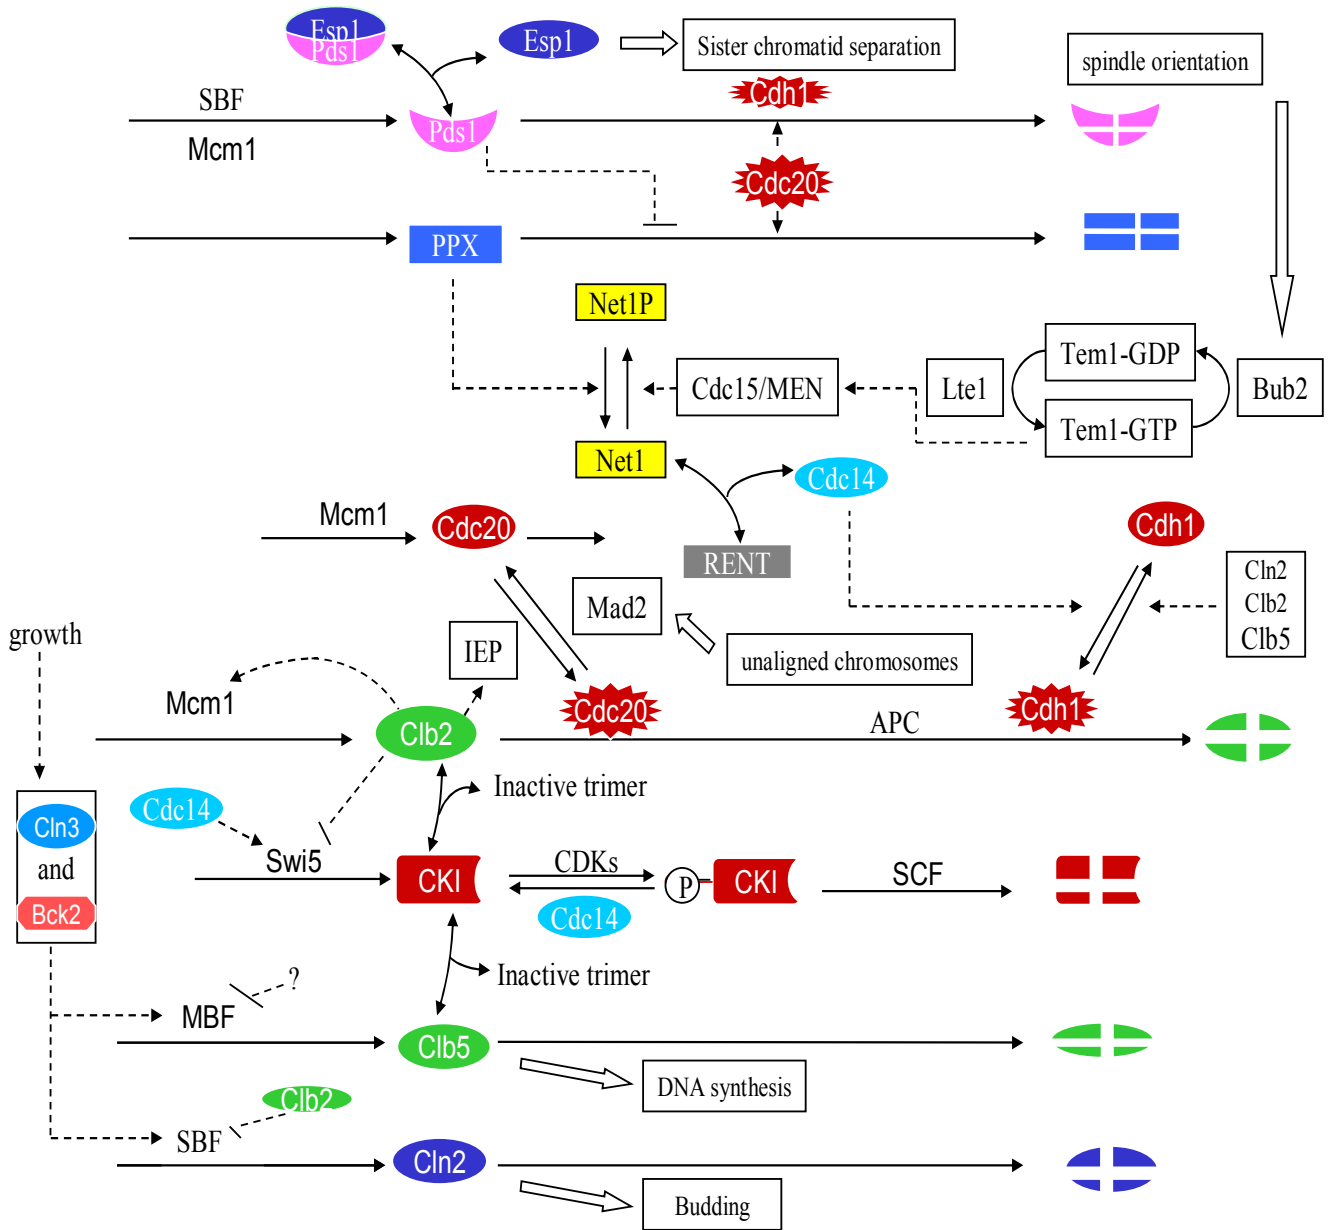 Esp1
Pds1
Esp1
Sister chromatid separation
spindle orientation
SBF
Cdh1
Pds1
Mcm1
Cdc20
PPX
Net1P
Tem1-GDP
Cdc15/MEN
Lte1
Bub2
Tem1-GTP
Net1
Cdc14
Mcm1
Cdc20
Cdh1
RENT
Cln2
Clb2
Clb5
Mad2
growth
IEP
unaligned chromosomes
Mcm1
Cdc20
Cdh1
Clb2
APC
Inactive trimer
Cdc14
Cln3
and
Bck2
Swi5
CKI
CDKs
Cdc14
P
CKI
SCF
Inactive trimer
?
MBF
Clb5
DNA synthesis
Clb2
SBF
Cln2
Budding